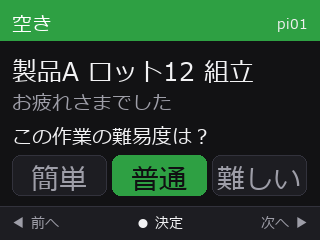 空き pi01
製品A ロット12 組立
お疲れさまでした
この作業の難易度は？
簡単 普通 難しい
◀ 前へ ● 決定 次へ ▶